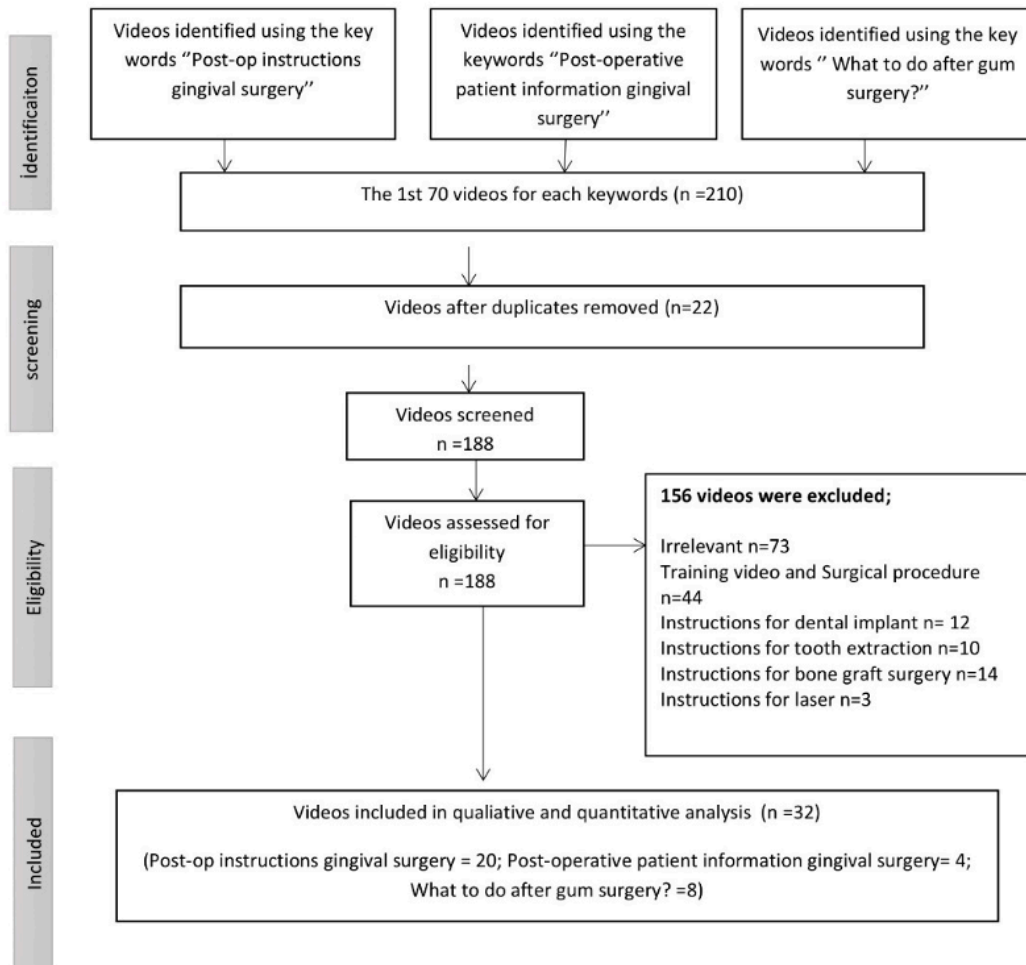 identificaiton
Videos identified using the key
words ‘’Post-op instructions
gingival surgery’’
Videos identified using the
keywords ‘’Post-operative
patient information gingival
surgery’’
Videos identified using the key
words ‘’ What to do after gum
surgery?’’
The 1st 70 videos for each keywords (n =210)
screening
Videos after duplicates removed (n=22)
Videos screened
n =188
Eligibility
Videos assessed for
eligibility
n =188
156 videos were excluded;
Irrelevant n=73
Training video and Surgical procedure
n=44
Instructions for dental implant n= 12
Instructions for tooth extraction n=10
Instructions for bone graft surgery n=14
Instructions for laser n=3
Included
Videos included in qualiative and quantitative analysis (n =32)
(Post-op instructions gingival surgery = 20; Post-operative patient information gingival surgery= 4;
What to do after gum surgery? =8)